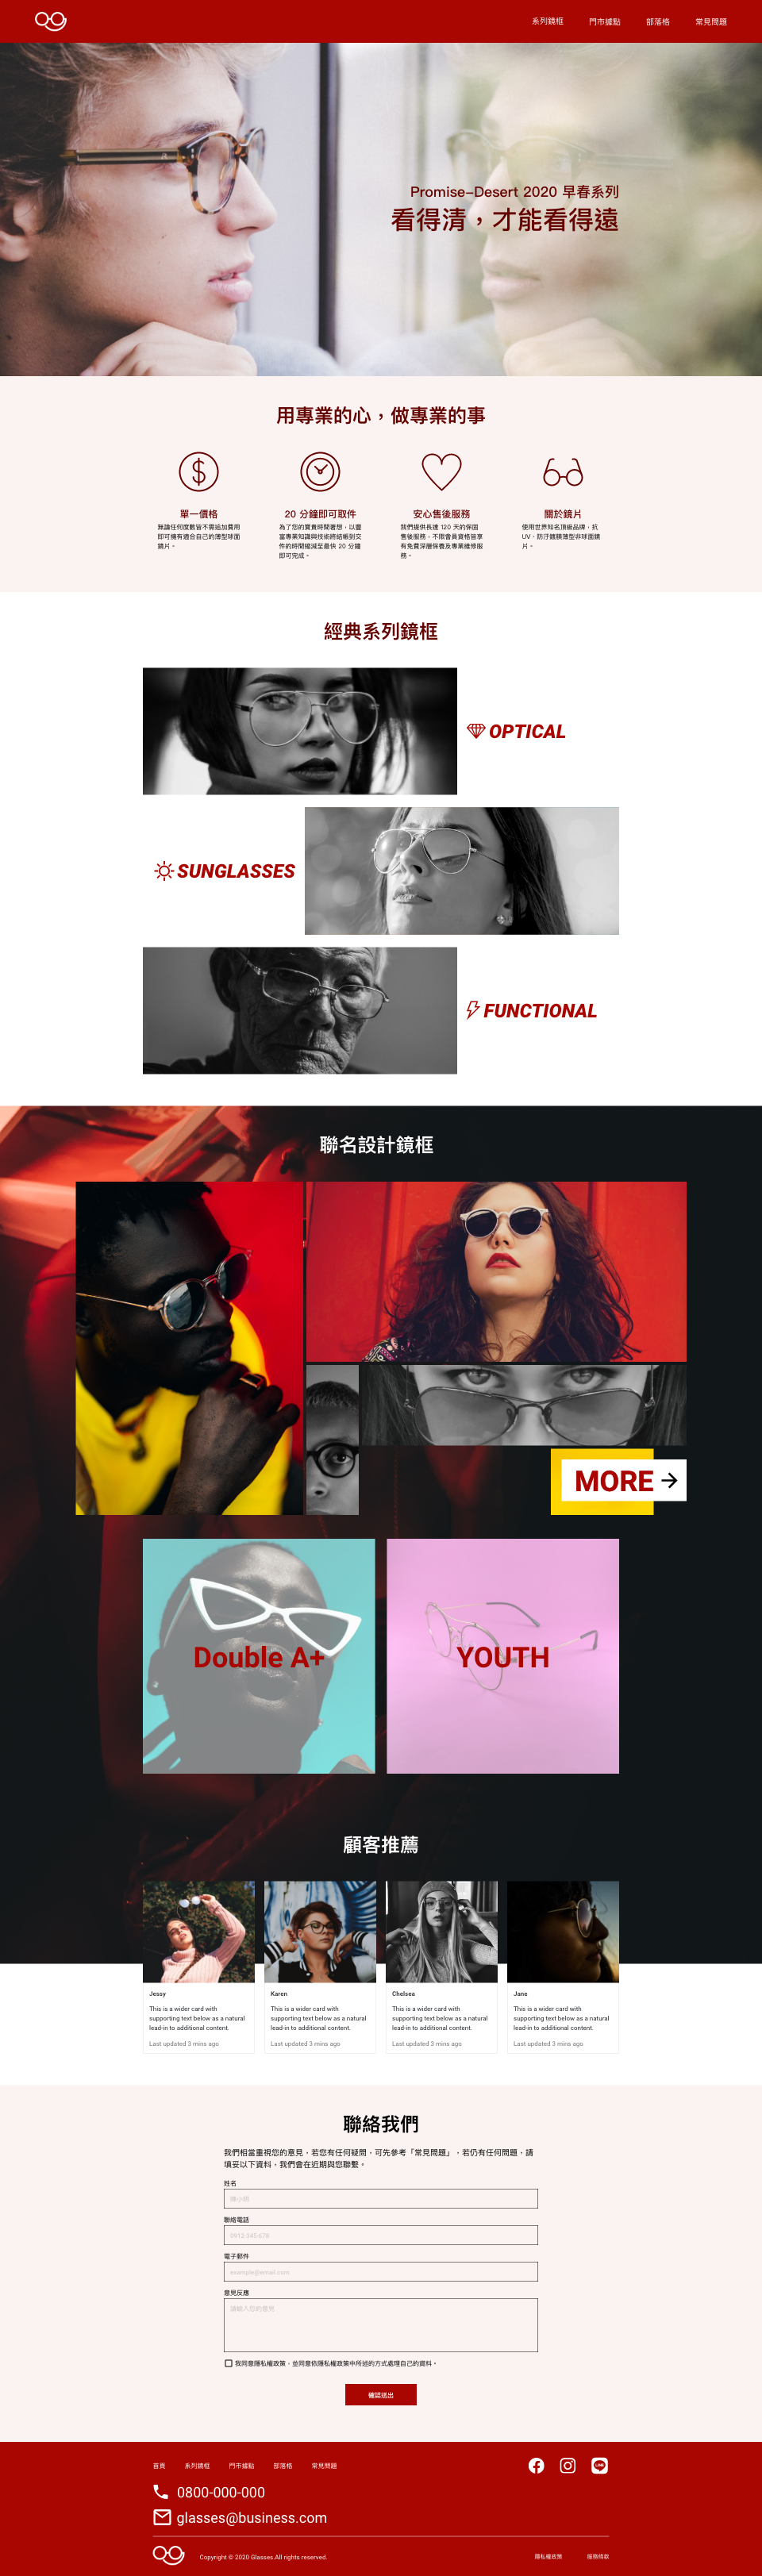 系列鏡框
門市據點
部落格
常見問題
Promise-Desert 2020 早春系列
看得清，才能看得遠
用專業的心，做專業的事
單一價格
無論任何度數皆不需追加費用
即可擁有適合自己的薄型球面
鏡片。
20 分鐘即可取件
為了您的寶貴時間著想，以豐
富專業知識與技術將結帳到交
件的時間縮減至最快 20 分鐘
即可完成。
安心售後服務
我們提供長達 120 天的保固
售後服務，不限會員資格皆享
有免費深層保養及專業維修服
務。
關於鏡片
使用世界知名頂級品牌，抗
UV、防汙鍍膜薄型非球面鏡
片。
經典系列鏡框
OPTICAL
SUNGLASSES
FUNCTIONAL
聯名設計鏡框
MORE
Double A+
YOUTH
顧客推薦
Jessy
This is a wider card with
supporting text below as a natural
lead-in to additional content.
Last updated 3 mins ago
Karen
This is a wider card with
supporting text below as a natural
lead-in to additional content.
Last updated 3 mins ago
Chelsea
This is a wider card with
supporting text below as a natural
lead-in to additional content.
Last updated 3 mins ago
Jane
This is a wider card with
supporting text below as a natural
lead-in to additional content.
Last updated 3 mins ago
聯絡我們
我們相當重視您的意見，若您有任何疑問，可先參考「常見問題」，若仍有任何問題，請
填妥以下資料，我們會在近期與您聯繫。
姓名
陳小明
聯絡電話
0912-345-678
電子郵件
example@email.com
意見反應
請輸入您的意見
我同意隱私權政策，並同意依隱私權政策中所述的方式處理自己的資料。
確認送出
首頁
系列鏡框
門市據點
部落格
常見問題
LINE
0800-000-000
glasses@business.com
Copyright © 2020 Glasses.All rights reserved.
隱私權政策
服務條款